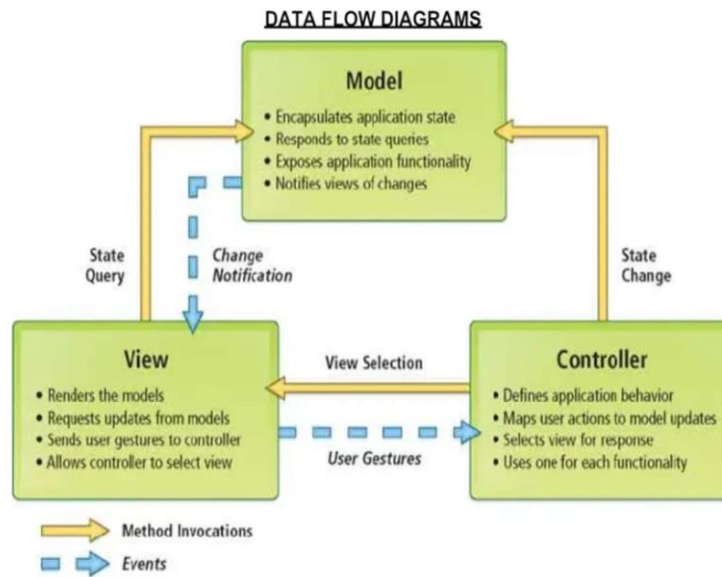 DATA FLOW DIAGRAMS
Model
• Encapsulates application state
• Responds to state queries
• Exposes application functionality
• Notifies views of changes
State
Query
Change
Notification
State
Change
View
• Renders the models
• Requests updates from models
• Sends user gestures to controller
• Allows controller to select view
View Selection
User Gestures
Controller
• Defines application behavior
• Maps user actions to model updates
• Selects view for response
• Uses one for each functionality
Method Invocations
Events